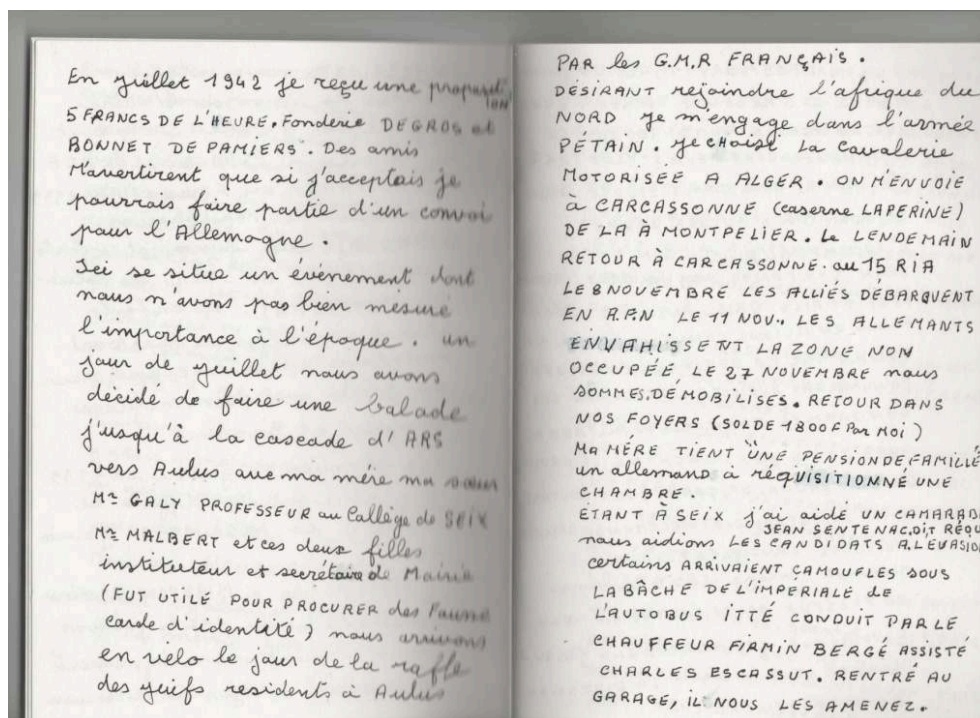 En juillet 1942 je reçu une proposition
5 FRANCS DE L'HEURE. Fonderie DEGROS et
BONNET DE PAMIERS. Des amis
M'avertirent que si j'acceptais je
pourrais faire partie d'un convoi
pour l'Allemagne.
Ici se situe un évènement dont
nous n'avons pas bien mesuré
l'importance à l'époque. un
jour de juillet nous avons
décidé de faire une balade
j'usqu'à la cascade d'ARS
vers Aulus avec ma mére ma sœur
Mr GALY PROFESSEUR au Collège de SEIX
Mr MALBERT et ces deux filles
instituteur et secrétaire de Mairie
(FUT UTILE POUR PROCURER des Fausse
carde d'identité) nous arrivons
en velo le jour de la rafle
des juifs residents à Aulus
PAR les G.M.R FRANÇAIS.
DÉSIRANT rejoindre l'afrique du
NORD je m'engage dans l'armée
PÉTAIN. je CHOISI La Cavalerie
MOTORISÉE A ALGER. ON M'ENVOIE
à CARCASSONNE (caserne LAPERINE)
DE LA À MONTPELIER. Le LENDEMAIN
RETOUR À CARCASSONNE. au 15 RIA
LE 8 NOVEMBRE LES ALLIÉS DÉBARQUENT
EN A.F.N LE 11 NOV.. LES ALLEMANTS
ENVAHISSENT LA ZONE NON
OCCUPÉE LE 27 NOVEMBRE nous
SOMMES.DÉMOBILISES. RETOUR DANS
NOS FOYERS (SOLDE 1800 F Par MOI)
MA MÉRE TIENT UNE PENSION DE FAMILLE
un allemand à réquisitionné UNE
CHAMBRE.
ÉTANT À SEIX j'ai aidé UN CAMARADE
JEAN SENTENAC,DIT
nous aidions LES CANDIDATS A.L'EVASION
certains ARRIVAIENT CAMOUFLES SOUS
LA BÂCHE DE L'IMPERIALE de
L'AUTOBUS ITTÉ CONDUIT PAR LE
CHAUFFEUR FIRMIN BERGÉ ASSISTÉ
CHARLES ESCASSUT. RENTRÉ AU
GARAGE, IL NOUS LES AMENEZ.